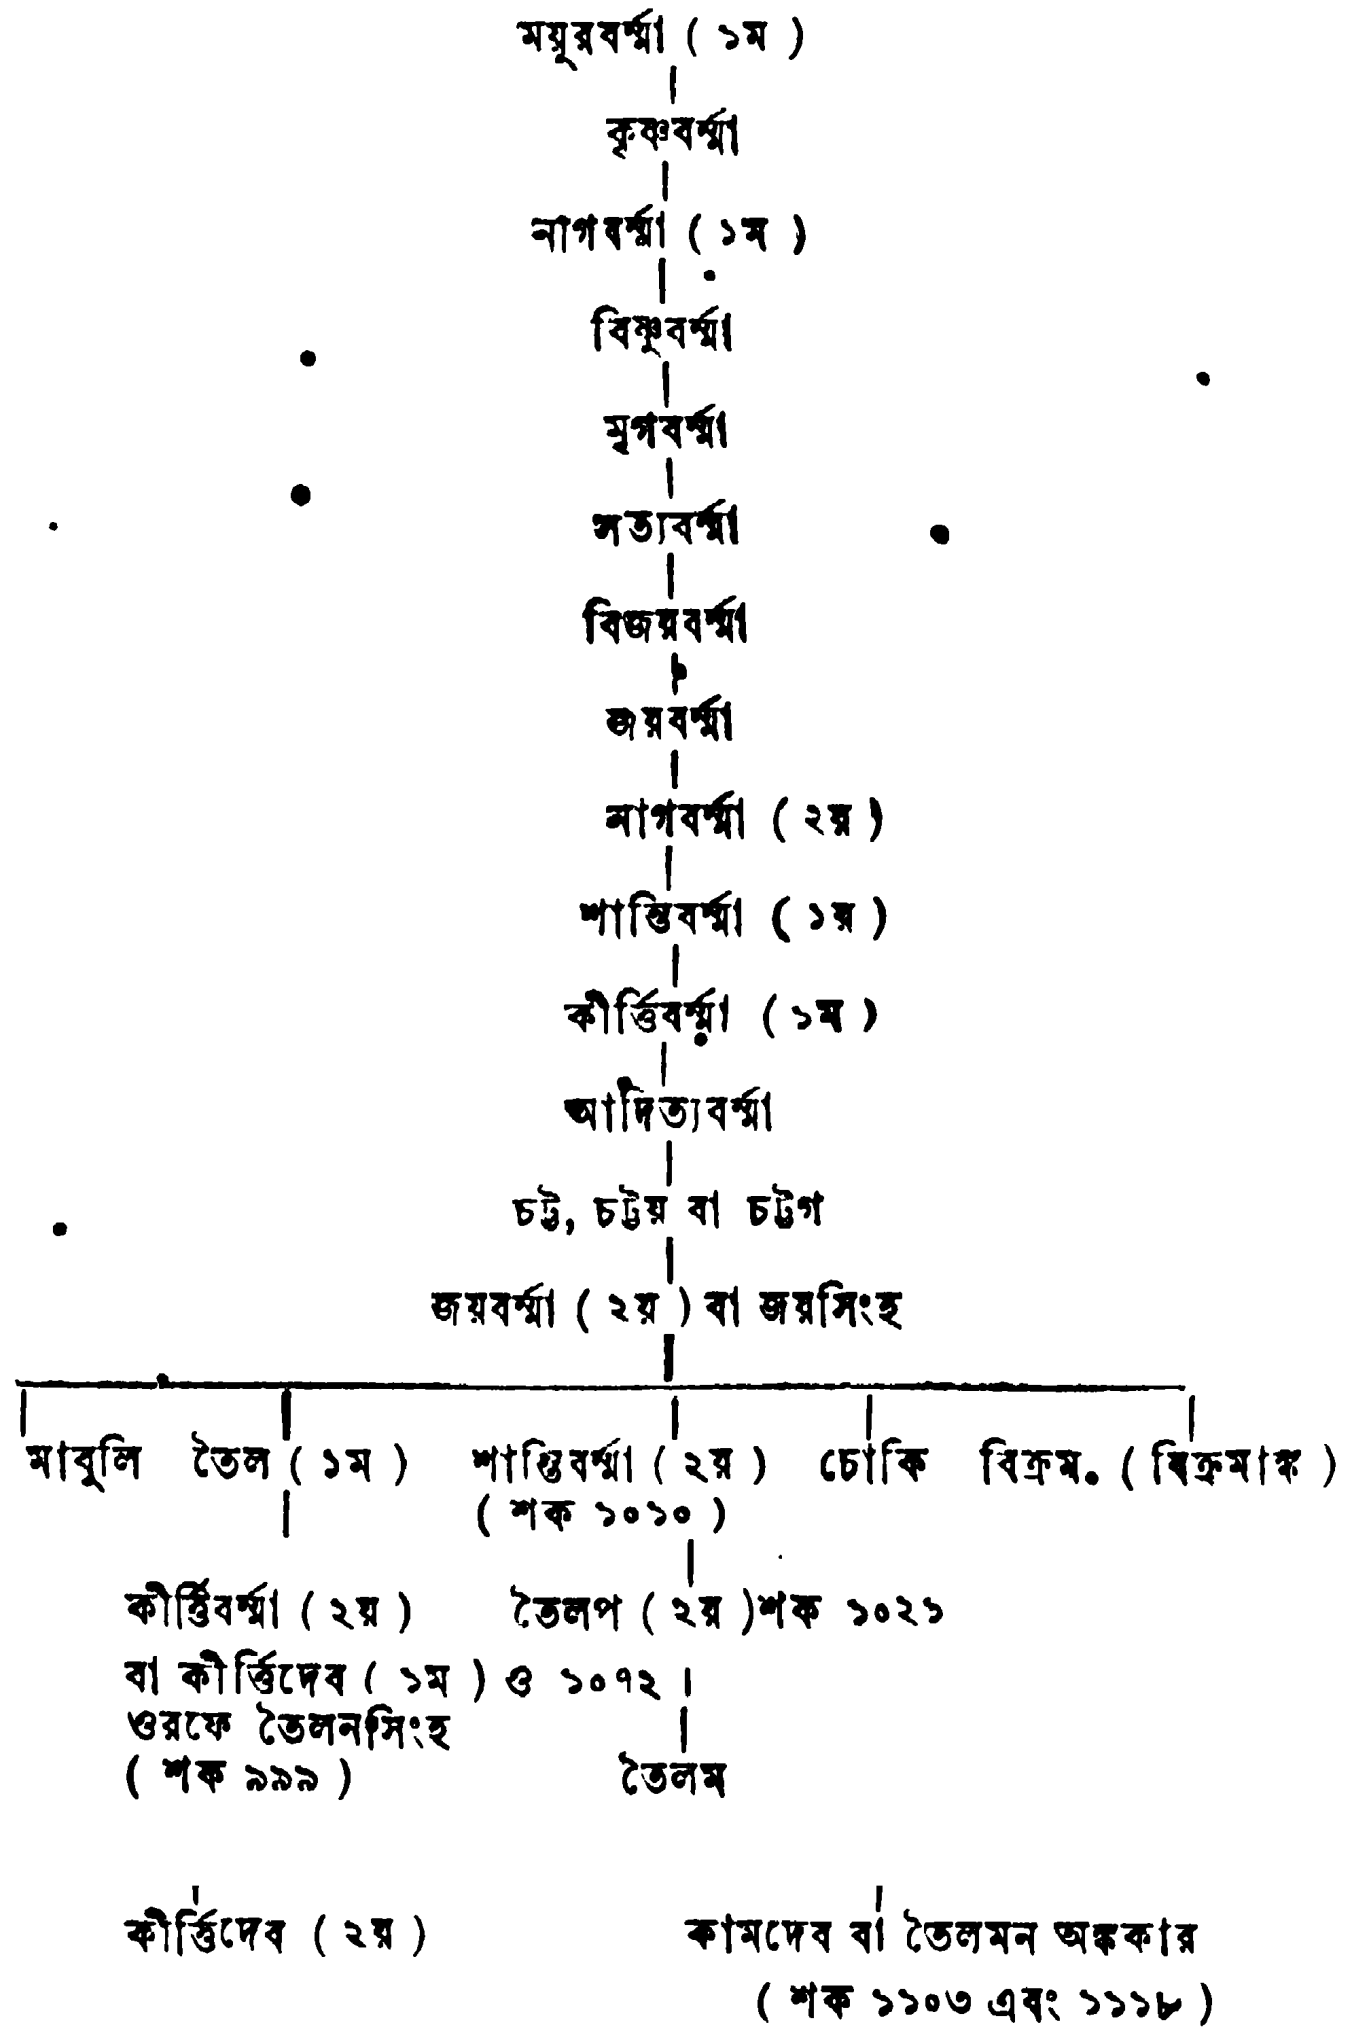 ময়ূরবর্ম্মা ( ১ম )
কৃষ্ণবর্ম্মা
নাগবর্ম্মা ( ১ম )
বিষ্ণুবর্ম্মা
মৃগবর্ম্মা
সত্যবর্ম্মা
বিজয়বর্ম্মা
জয়বর্ম্মা
নাগবর্ম্মা ( ২য় )
শান্তিবর্ম্মা ( ১য় )
কীর্ত্তিবর্ম্মা ( ১ম )
আদিত্যবর্ম্মা
চট্ট, চট্টয় বা চট্টগ
জয়বর্ম্মা ( ২য় ) বা জয়সিংহ
মাবুলি তৈল ( ১ম ) শান্তিবর্ম্মা ( ২য় ) চোকি বিক্রম. ( বিক্রমাঙ্ক )
( শক ১০১০ )
কীর্ত্তিবর্ম্মা ( ২য় ) তৈলপ ( ২য় ) শক ১০২১
বা কীর্ত্তিদেব ( ১ম ) ও ১০৭২ ।
ওরফে তৈলনসিংহ
( শক ৯৯৯ ) তৈলম
কীর্ত্তিদেব ( ২য় ) কামদেব বা তৈলমন অঙ্ককার
( শক ১১০৩ এবং ১১১৮ )